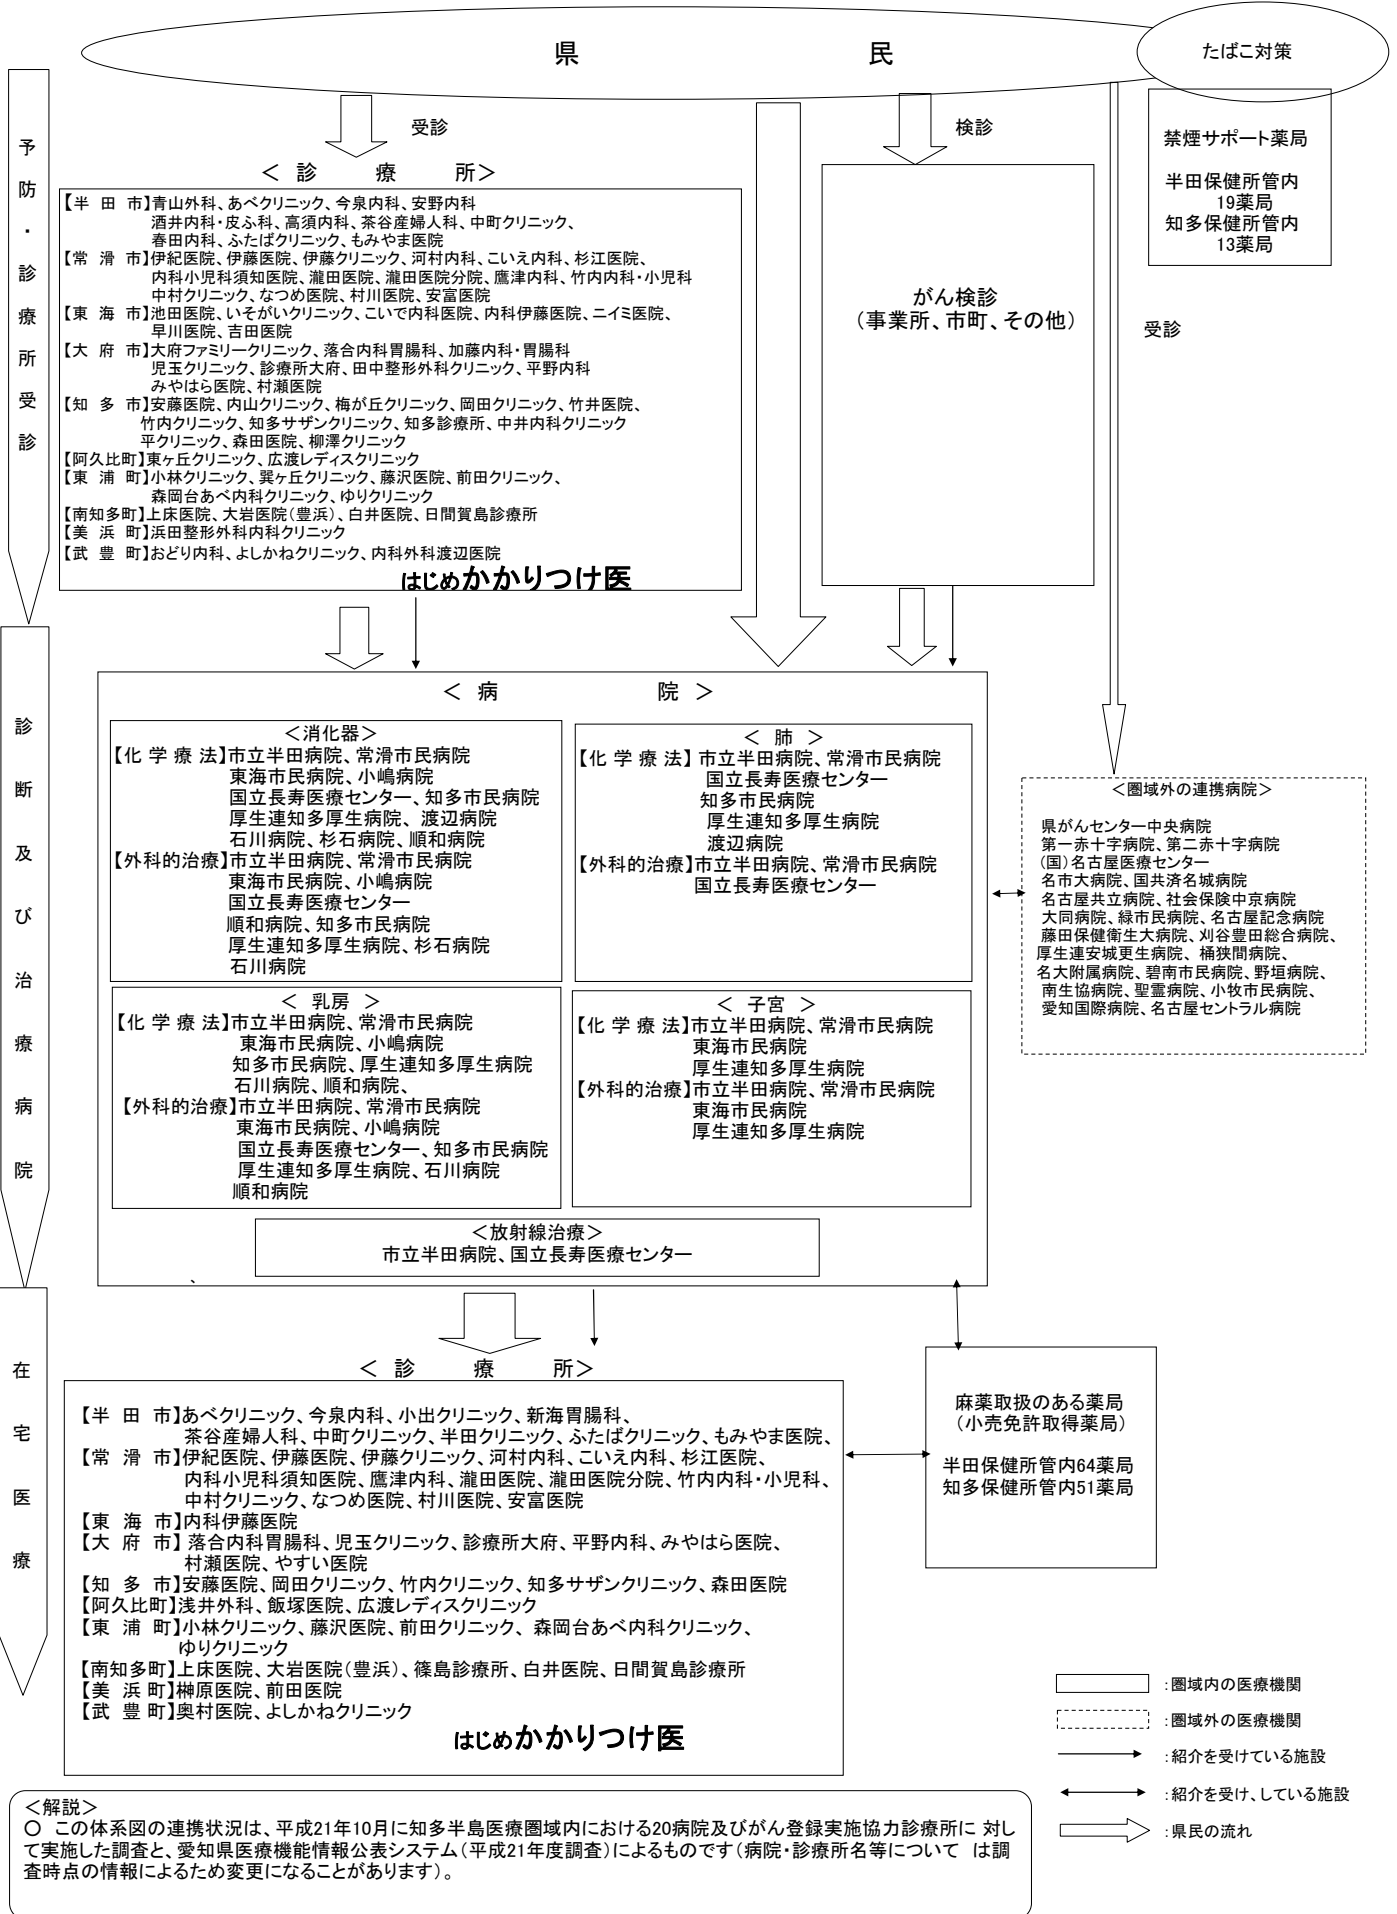 県　　　民
たばこ対策
予防・診療所受診
受診
検診
禁煙サポート薬局
半田保健所管内
19薬局
知多保健所管内
13薬局
＜ 診　療　所＞
【半 田 市】青山外科、あべクリニック、今泉内科、安野内科
酒井内科・皮ふ科、高須内科、茶谷産婦人科、中町クリニック、
春田内科、ふたばクリニック、もみやま医院
【常 滑 市】伊紀医院、伊藤医院、伊藤クリニック、河村内科、こいえ内科、杉江医院、
内科小児科須知医院、瀧田医院、瀧田医院分院、鷹津内科、竹内内科・小児科
中村クリニック、なつめ医院、村川医院、安富医院
【東 海 市】池田医院、いそがいクリニック、こいで内科医院、内科伊藤医院、ニイミ医院、
早川医院、吉田医院
【大 府 市】大府ファミリークリニック、落合内科胃腸科、加藤内科・胃腸科
児玉クリニック、診療所大府、田中整形外科クリニック、平野内科
みやはら医院、村瀬医院
【知 多 市】安藤医院、内山クリニック、梅が丘クリニック、岡田クリニック、竹井医院、
竹内クリニック、知多サザンクリニック、知多診療所、中井内科クリニック
平クリニック、森田医院、柳澤クリニック
【阿久比町】東ヶ丘クリニック、広渡レディスクリニック
【東 浦 町】小林クリニック、巽ヶ丘クリニック、藤沢医院、前田クリニック、
森岡台あべ内科クリニック、ゆりクリニック
【南知多町】上床医院、大岩医院（豊浜）、白井医院、日間賀島診療所
【美 浜 町】浜田整形外科内科クリニック
【武 豊 町】おどり内科、よしかねクリニック、内科外科渡辺医院
はじめかかりつけ医
がん検診
（事業所、市町、その他）
受診
診断及び治療病院
＜ 病　　　院 ＞
＜消化器＞
【化 学 療 法】市立半田病院、常滑市民病院
東海市民病院、小嶋病院
国立長寿医療センター、知多市民病院
厚生連知多厚生病院、渡辺病院
石川病院、杉石病院、順和病院
【外科的治療】市立半田病院、常滑市民病院
東海市民病院、小嶋病院
国立長寿医療センター
順和病院、知多市民病院
厚生連知多厚生病院、杉石病院
石川病院
＜ 肺 ＞
【化 学 療 法】市立半田病院、常滑市民病院
国立長寿医療センター
知多市民病院
厚生連知多厚生病院
渡辺病院
【外科的治療】市立半田病院、常滑市民病院
国立長寿医療センター
＜圏域外の連携病院＞
県がんセンター中央病院
第一赤十字病院、第二赤十字病院
（国）名古屋医療センター
名市大病院、国共済名城病院
名古屋共立病院、社会保険中京病院
大同病院、緑市民病院、名古屋記念病院
藤田保健衛生大病院、刈谷豊田総合病院、
厚生連安城更生病院、桶狭間病院、
名大附属病院、碧南市民病院、野垣病院、
南生協病院、聖霊病院、小牧市民病院、
愛知国際病院、名古屋セントラル病院
＜ 乳房 ＞
【化 学 療 法】市立半田病院、常滑市民病院
東海市民病院、小嶋病院
知多市民病院、厚生連知多厚生病院
石川病院、順和病院、
【外科的治療】市立半田病院、常滑市民病院
東海市民病院、小嶋病院
国立長寿医療センター、知多市民病院
厚生連知多厚生病院、石川病院
順和病院
＜ 子宮 ＞
【化 学 療 法】市立半田病院、常滑市民病院
東海市民病院
厚生連知多厚生病院
【外科的治療】市立半田病院、常滑市民病院
東海市民病院
厚生連知多厚生病院
＜放射線治療＞
市立半田病院、国立長寿医療センター
、
在宅医療
＜ 診　療　所＞
【半 田 市】あべクリニック、今泉内科、小出クリニック、新海胃腸科、
茶谷産婦人科、中町クリニック、半田クリニック、ふたばクリニック、もみやま医院、
【常 滑 市】伊紀医院、伊藤医院、伊藤クリニック、河村内科、こいえ内科、杉江医院、
内科小児科須知医院、鷹津内科、瀧田医院、瀧田医院分院、竹内内科・小児科、
中村クリニック、なつめ医院、村川医院、安富医院
【東 海 市】内科伊藤医院
【大 府 市】落合内科胃腸科、児玉クリニック、診療所大府、平野内科、みやはら医院、
村瀬医院、やすい医院
【知 多 市】安藤医院、岡田クリニック、竹内クリニック、知多サザンクリニック、森田医院
【阿久比町】浅井外科、飯塚医院、広渡レディスクリニック
【東 浦 町】小林クリニック、藤沢医院、前田クリニック、森岡台あべ内科クリニック、
ゆりクリニック
【南知多町】上床医院、大岩医院（豊浜）、篠島診療所、白井医院、日間賀島診療所
【美 浜 町】榊原医院、前田医院
【武 豊 町】奥村医院、よしかねクリニック
はじめかかりつけ医
麻薬取扱のある薬局
（小売免許取得薬局）
半田保健所管内64薬局
知多保健所管内51薬局
：圏域内の医療機関
：圏域外の医療機関
：紹介を受けている施設
：紹介を受け、している施設
：県民の流れ
＜解説＞
○　この体系図の連携状況は、平成21年10月に知多半島医療圏域内における20病院及びがん登録実施協力診療所に 対し
て実施した調査と、愛知県医療機能情報公表システム（平成21年度調査）によるものです（病院・診療所名等について は調
査時点の情報によるため変更になることがあります）。